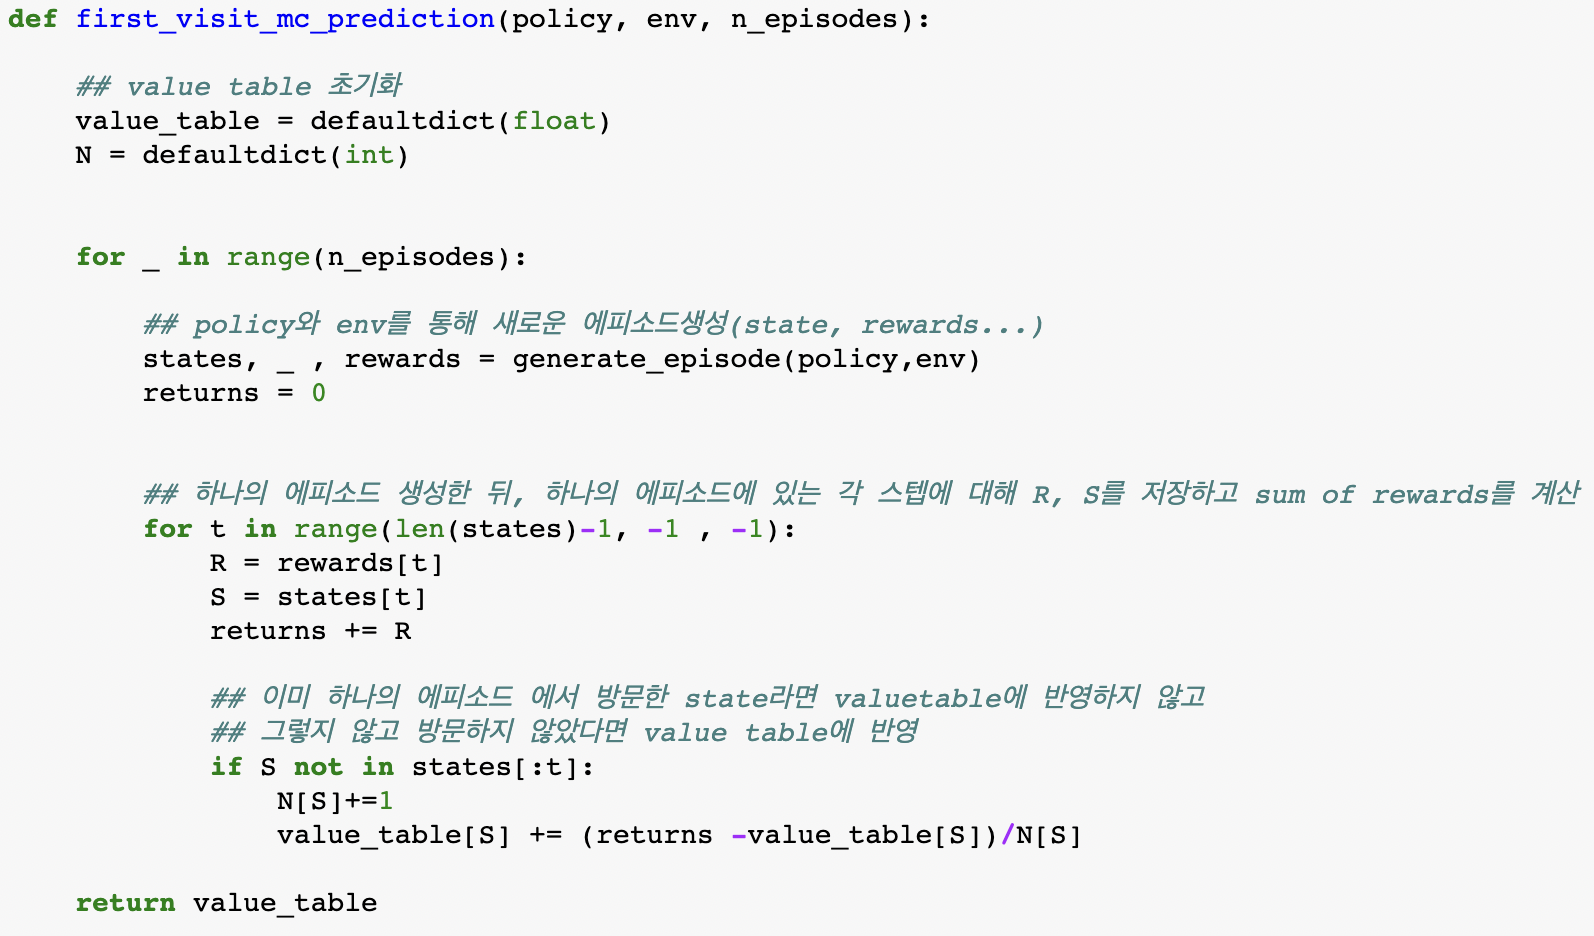 def first_visit_mc_prediction(policy, env, n_episodes):
## value table 초기화
value_table = defaultdict(float)
N = defaultdict(int)
for _ in range(n_episodes):
## policy와 env를 통해 새로운 에피소드생성(state, rewards...)
states, _ , rewards = generate_episode(policy,env)
returns = 0
## 하나의 에피소드 생성한 뒤, 하나의 에피소드에 있는 각 스텝에 대해 R, S를 저장하고 sum of rewards를 계산
for t in range(len(states)-1, -1 , -1):
R = rewards[t]
S = states[t]
returns += R
## 이미 하나의 에피소드 에서 방문한 state라면 valuetable에 반영하지 않고
## 그렇지 않고 방문하지 않았다면 value table에 반영
if S not in states[:t]:
N[S]+=1
value_table[S] += (returns -value_table[S])/N[S]
return value_table